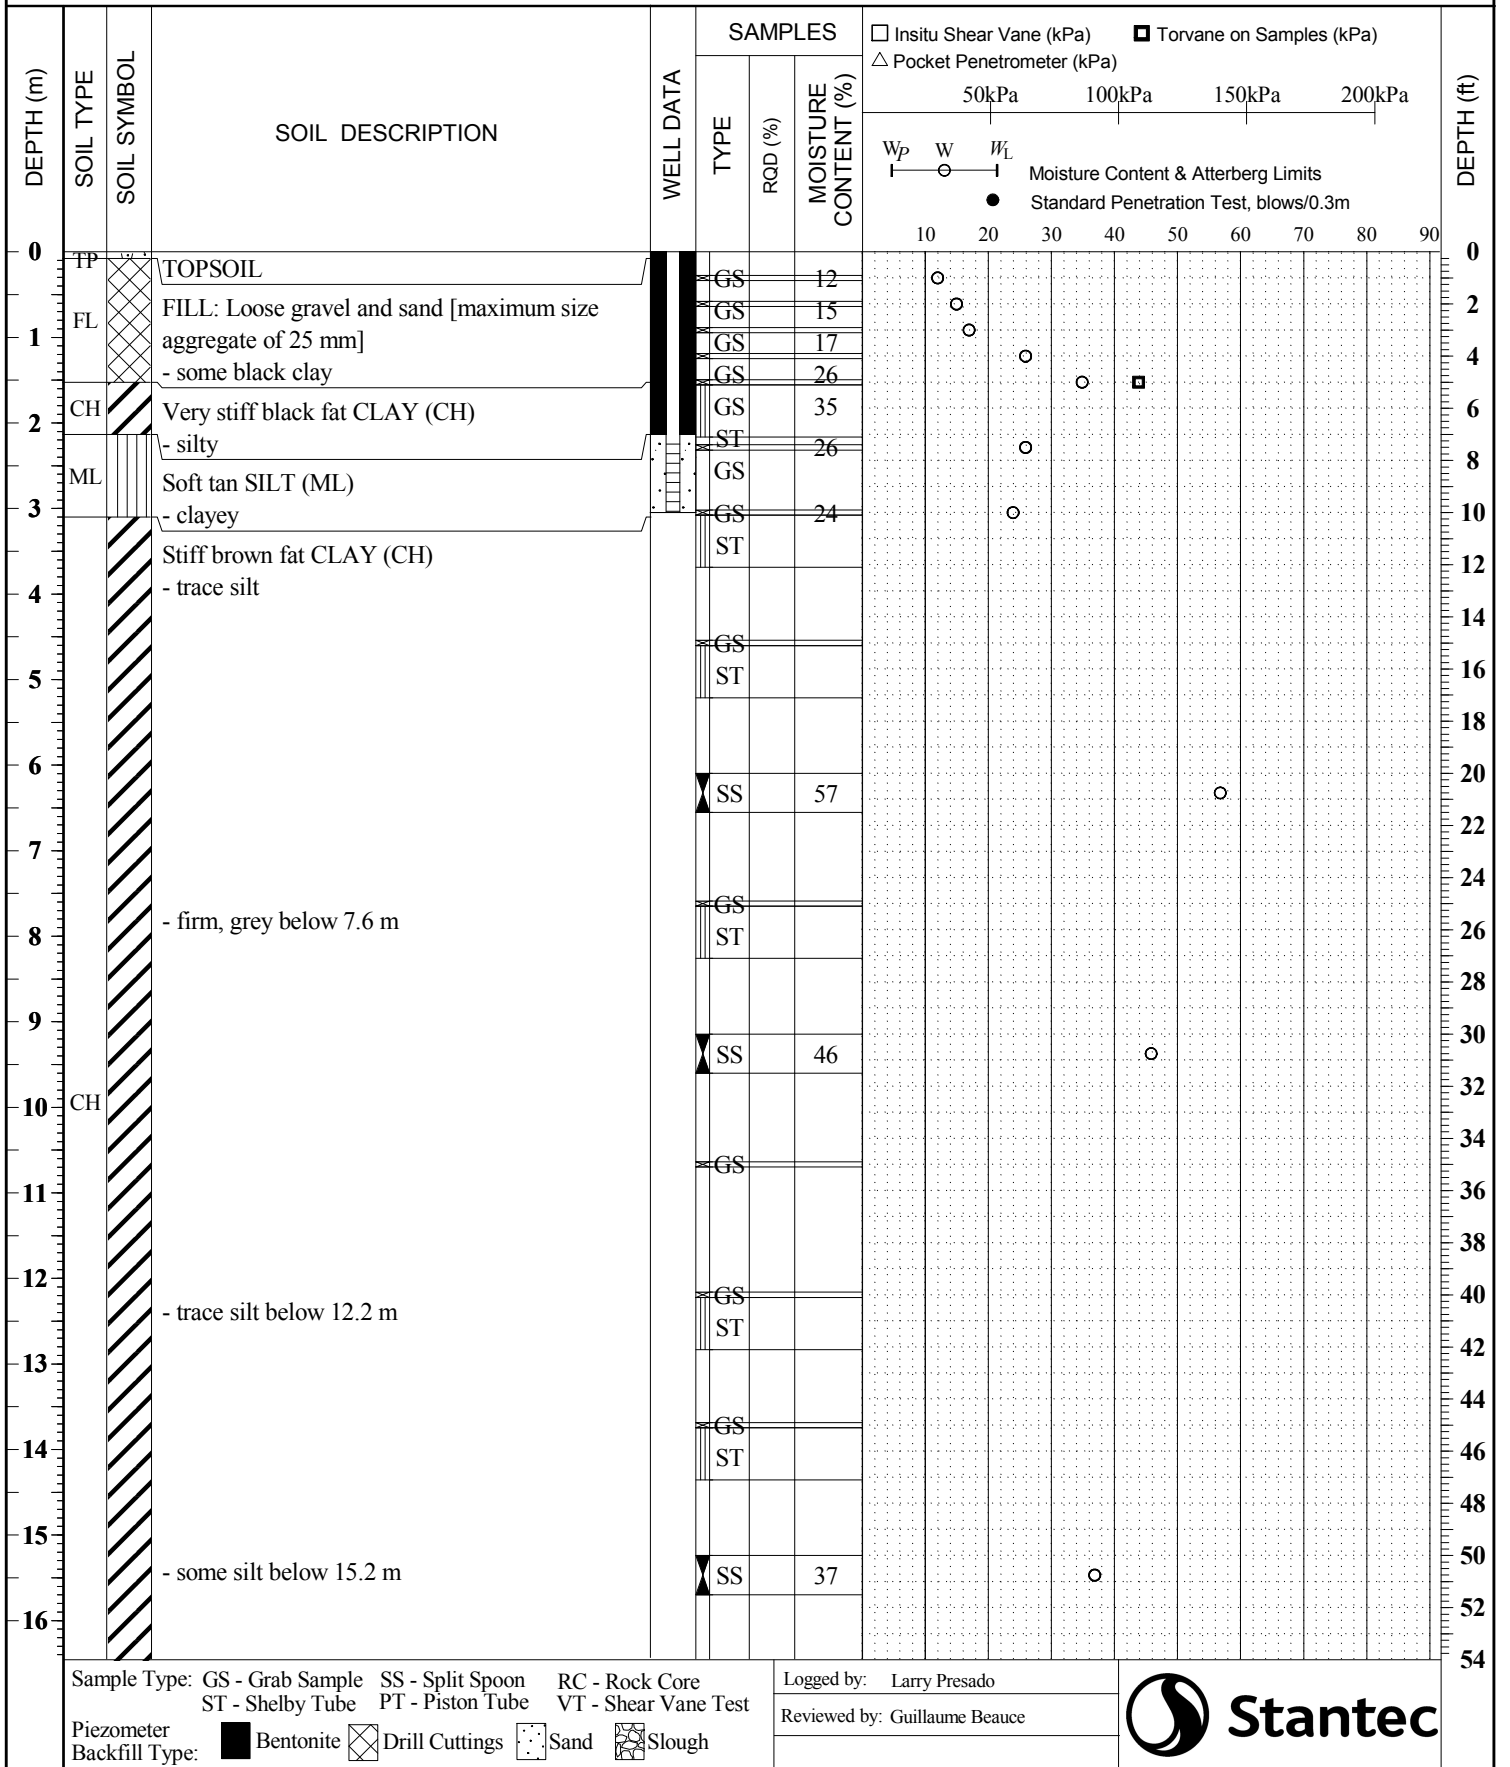 SAMPLES
DEPTH (m)
SOIL TYPE
SOIL SYMBOL
SOIL DESCRIPTION
WELL DATA
TYPE
RQD (%)
MOISTURE CONTENT (%)
Insitu Shear Vane (kPa)
Torvane on Samples (kPa)
Pocket Penetrometer (kPa)
50kPa 100kPa 150kPa 200kPa
WP W WL
Moisture Content & Atterberg Limits
Standard Penetration Test, blows/0.3m
10 20 30 40 50 60 70 80 90
DEPTH (ft)
0
1
2
3
4
5
6
7
8
9
10
11
12
13
14
15
16
TP
FL
CH
ML
CH
TOPSOIL
FILL: Loose gravel and sand [maximum size
aggregate of 25 mm]
- some black clay
Very stiff black fat CLAY (CH)
- silty
Soft tan SILT (ML)
- clayey
Stiff brown fat CLAY (CH)
- trace silt
- firm, grey below 7.6 m
- trace silt below 12.2 m
- some silt below 15.2 m
GS 12
GS 15
GS 17
GS 26
GS 35
ST 26
GS
GS 24
ST
GS
ST
SS 57
GS
ST
SS 46
GS
GS
ST
GS
ST
SS 37
0
2
4
6
8
10
12
14
16
18
20
22
24
26
28
30
32
34
36
38
40
42
44
46
48
50
52
54
Sample Type: GS - Grab Sample SS - Split Spoon RC - Rock Core
ST - Shelby Tube PT - Piston Tube VT - Shear Vane Test
Piezometer
Backfill Type: Bentonite Drill Cuttings Sand Slough
Logged by: Larry Presado
Reviewed by: Guillaume Beauce
Stantec